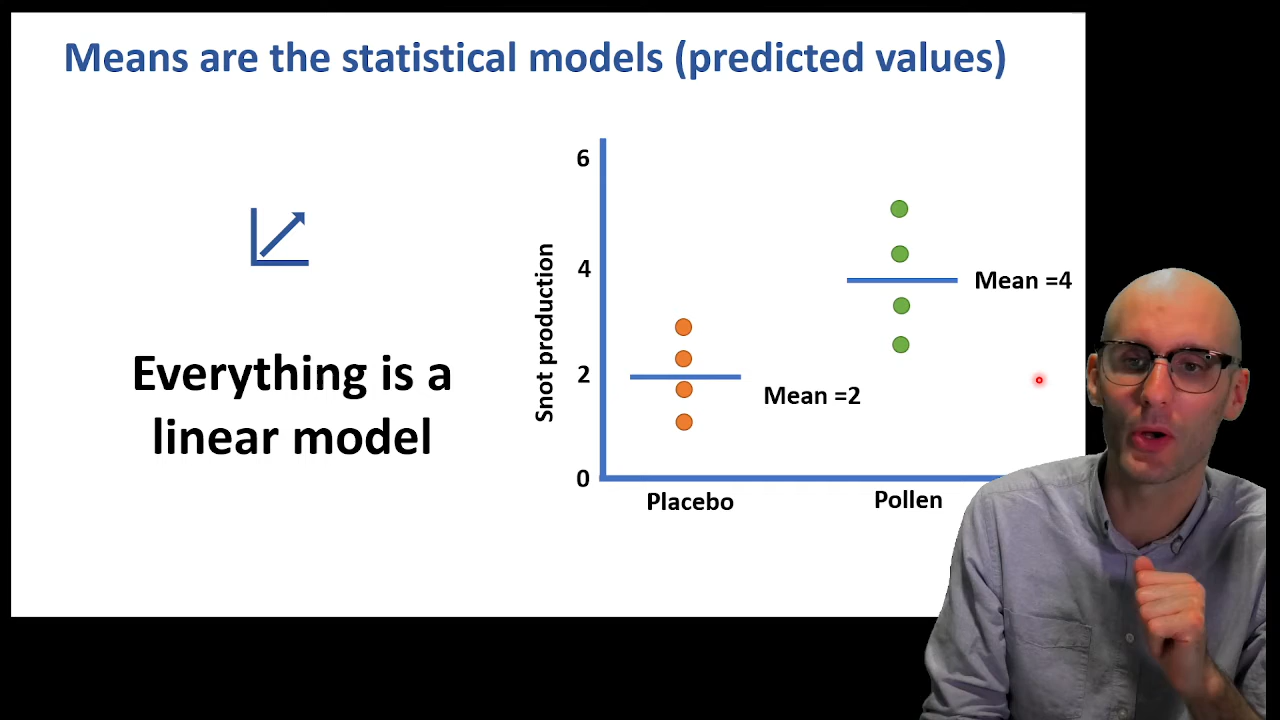 Means are the statistical models (predicted values)
Everything is a
linear model
Snot production
6
4
2
0
Mean =4
Mean =2
Placebo
Pollen